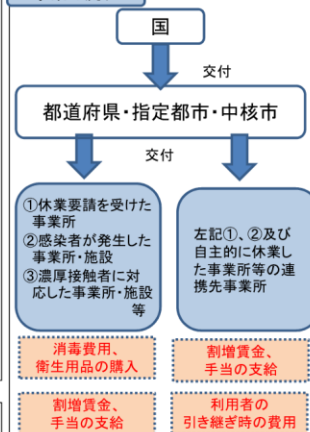 国
交付
都道府県・指定都市・中核市
交付
①休業要請を受けた
事業所
②感染者が発生した
事業所・施設
③濃厚接触者に対
応した事業所・施設
等
左記①、②及び
自主的に休業し
た事業所等の連
携先事業所
消毒費用、
衛生用品の購入
割増賃金、
手当の支給
割増賃金、
手当の支給
利用者の
引き継ぎ時の費用